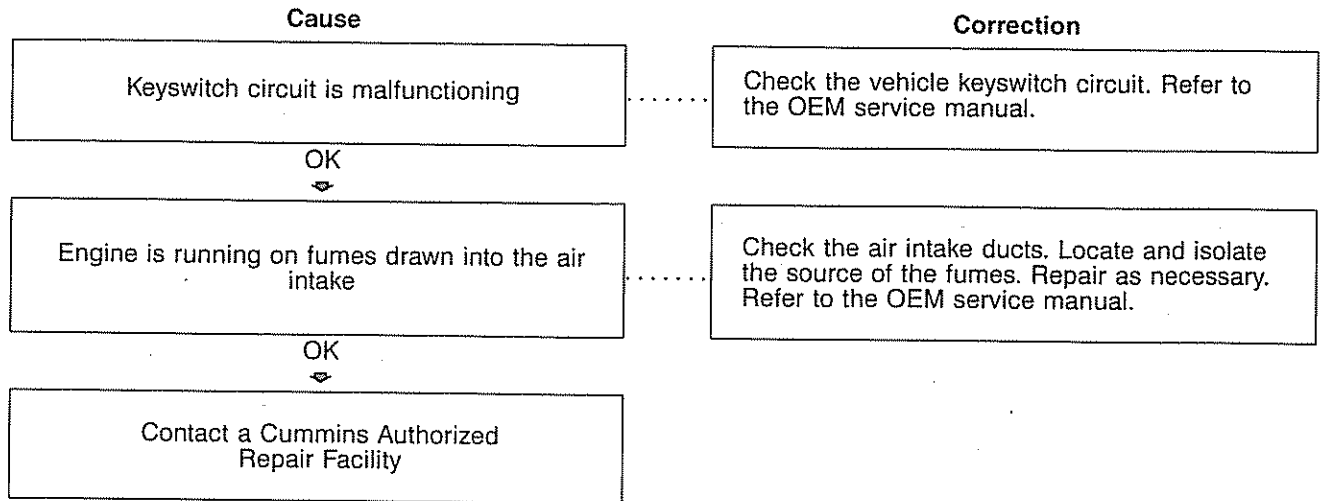 Cause
Correction
Keyswitch circuit is malfunctioning
Check the vehicle keyswitch circuit. Refer to
the OEM service manual.
OK
Engine is running on fumes drawn into the air
intake
Check the air intake ducts. Locate and isolate
the source of the fumes. Repair as necessary.
Refer to the OEM service manual.
OK
Contact a Cummins Authorized
Repair Facility